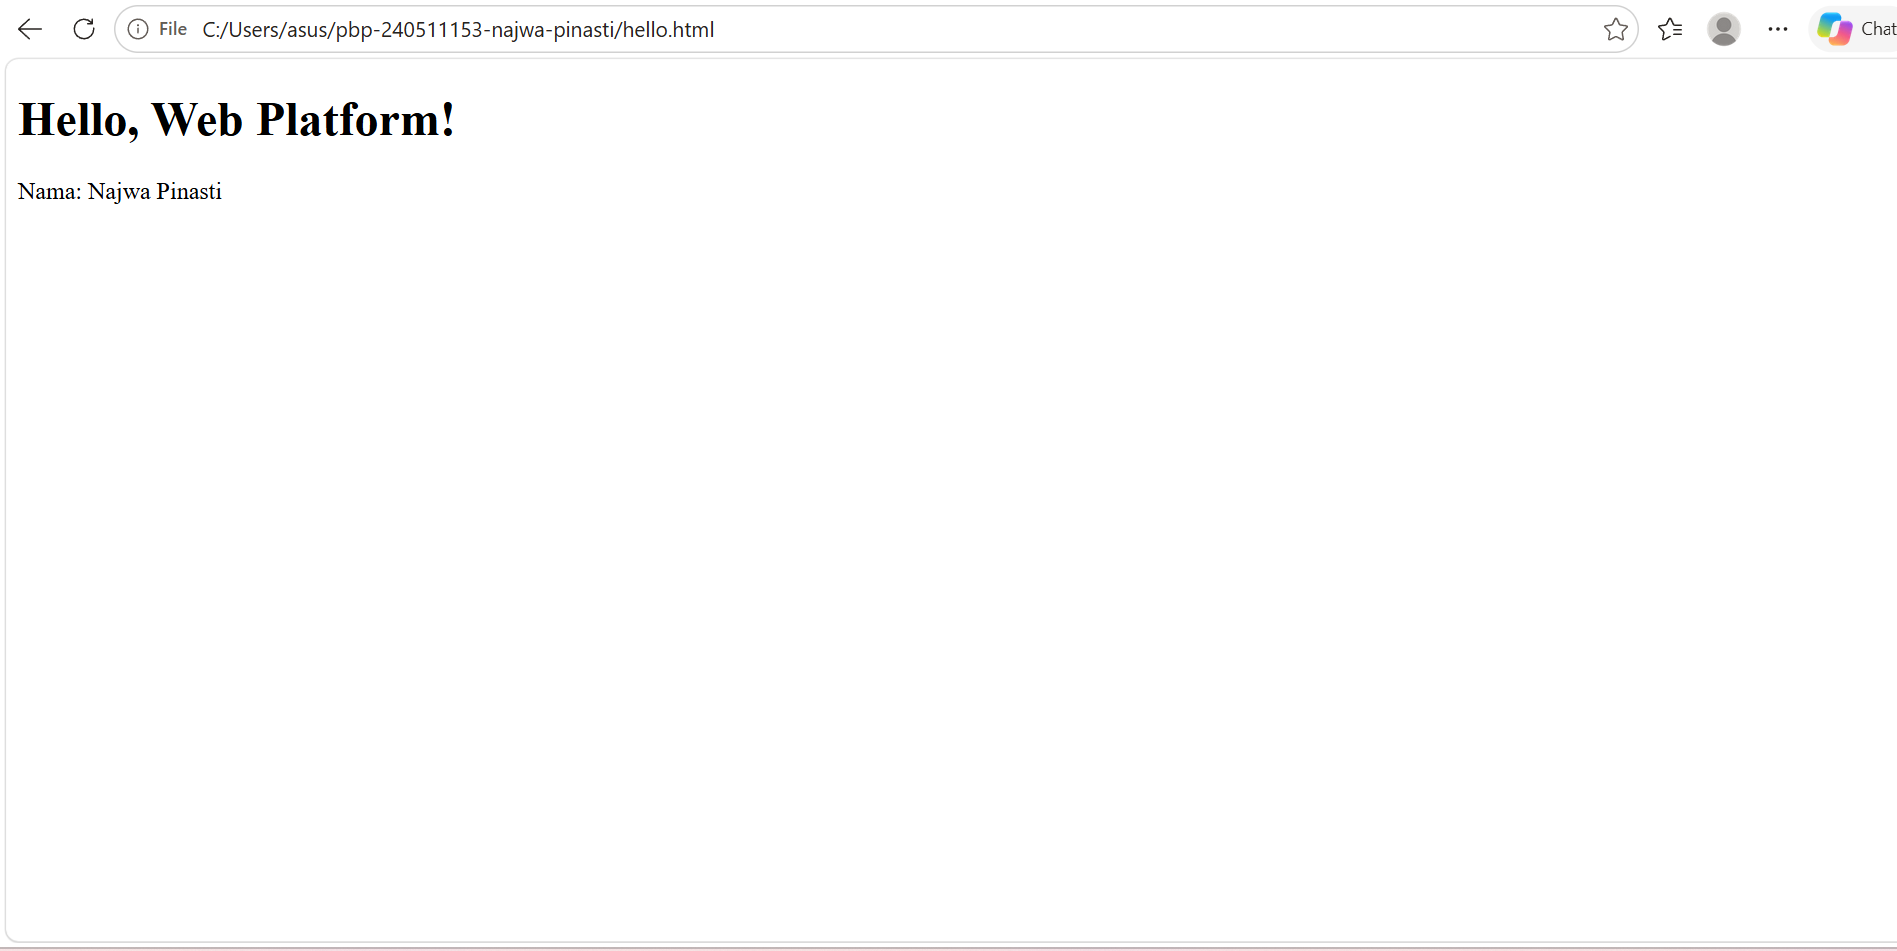 File C:/Users/asus/pbp-240511153-najwa-pinasti/hello.html
Chat
Hello, Web Platform!
Nama: Najwa Pinasti